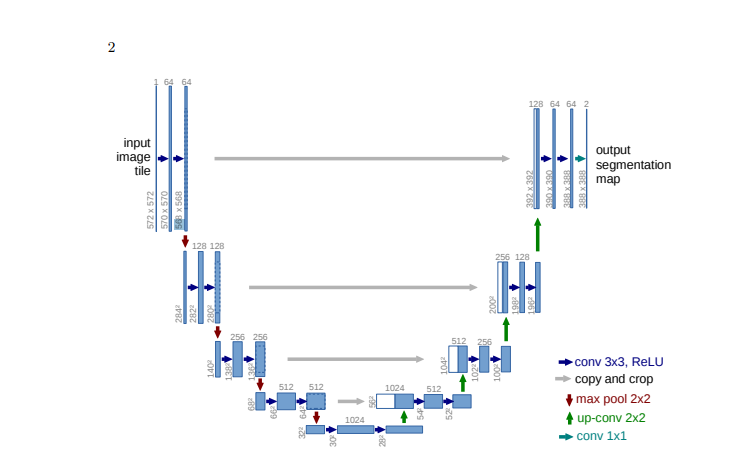 2
1 64 64
128 64 64 2
input
image
tile
output
segmentation
map
572 x 572
570 x 570
568 x 568
392 x 392
390 x 390
388 x 388
388 x 388
128 128
256 128
284²
282²
280²
200²
198²
196²
256 256
512 256
140²
138²
136²
104²
102²
100²
512 512
1024 512
68²
66²
64²
56²
54²
52²
1024
32²
30²
28²
conv 3x3, ReLU
copy and crop
max pool 2x2
up-conv 2x2
conv 1x1